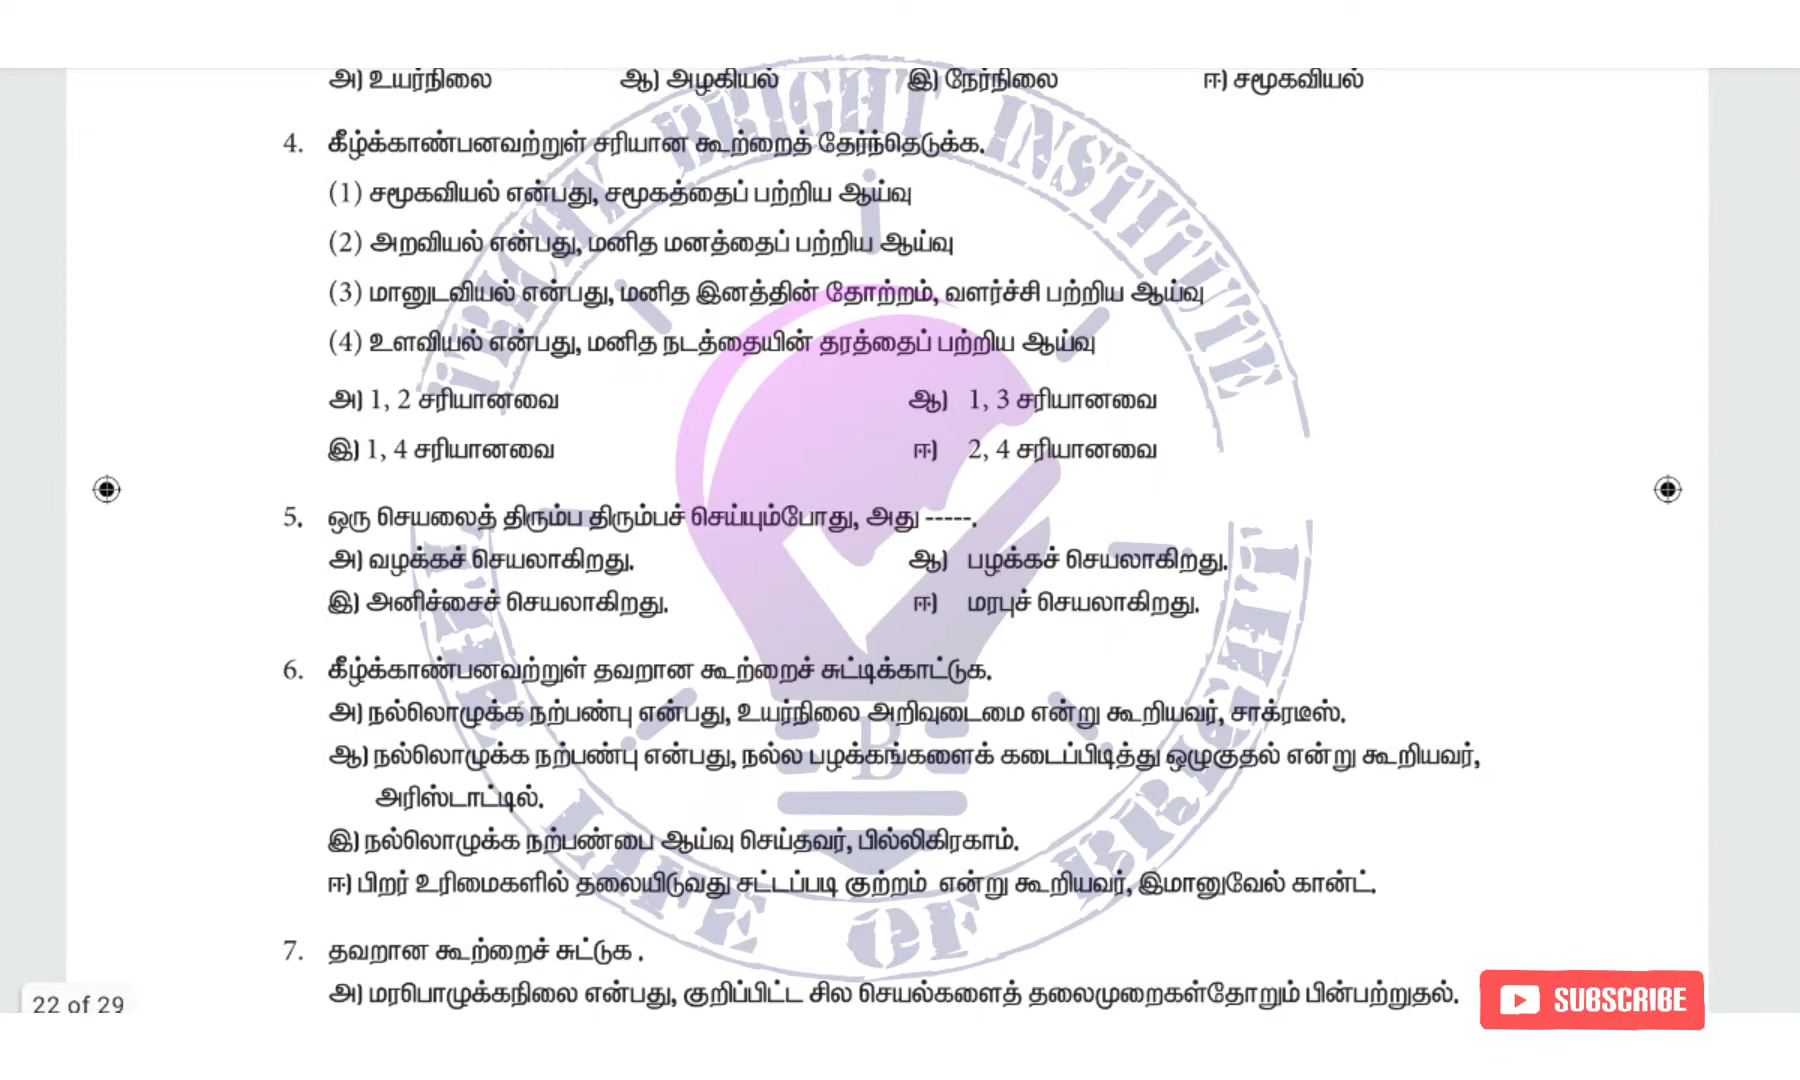 அ) உயர்நிலை ஆ) அழகியல் இ) நேர்நிலை ஈ) சமூகவியல்
4. கீழ்க்காண்பனவற்றுள் சரியான கூற்றைத் தேர்ந்தெடுக்க.
(1) சமூகவியல் என்பது, சமூகத்தைப் பற்றிய ஆய்வு
(2) அறவியல் என்பது, மனித மனத்தைப் பற்றிய ஆய்வு
(3) மானுடவியல் என்பது, மனித இனத்தின் தோற்றம், வளர்ச்சி பற்றிய ஆய்வு
(4) உளவியல் என்பது, மனித நடத்தையின் தரத்தைப் பற்றிய ஆய்வு
அ) 1, 2 சரியானவை ஆ) 1, 3 சரியானவை
இ) 1, 4 சரியானவை ஈ) 2, 4 சரியானவை
5. ஒரு செயலைத் திரும்ப திரும்பச் செய்யும்போது, அது -----.
அ) வழக்கச் செயலாகிறது. ஆ) பழக்கச் செயலாகிறது.
இ) அனிச்சைச் செயலாகிறது. ஈ) மரபுச் செயலாகிறது.
6. கீழ்க்காண்பனவற்றுள் தவறான கூற்றைச் சுட்டிக்காட்டுக.
அ) நல்லொழுக்க நற்பண்பு என்பது, உயர்நிலை அறிவுடைமை என்று கூறியவர், சாக்ரடீஸ்.
ஆ) நல்லொழுக்க நற்பண்பு என்பது, நல்ல பழக்கங்களைக் கடைப்பிடித்து ஒழுகுதல் என்று கூறியவர்,
அரிஸ்டாட்டில்.
இ) நல்லொழுக்க நற்பண்பை ஆய்வு செய்தவர், பில்லிகிரகாம்.
ஈ) பிறர் உரிமைகளில் தலையிடுவது சட்டப்படி குற்றம் என்று கூறியவர், இமானுவேல் கான்ட்.
7. தவறான கூற்றைச் சுட்டுக .
அ) மரபொழுக்கநிலை என்பது, குறிப்பிட்ட சில செயல்களைத் தலைமுறைகள்தோறும் பின்பற்றுதல்.
22 of 29
SUBSCRIBE
TRICHY BRIGHT INSTITUTE
B
LIFE OF BRIGHT